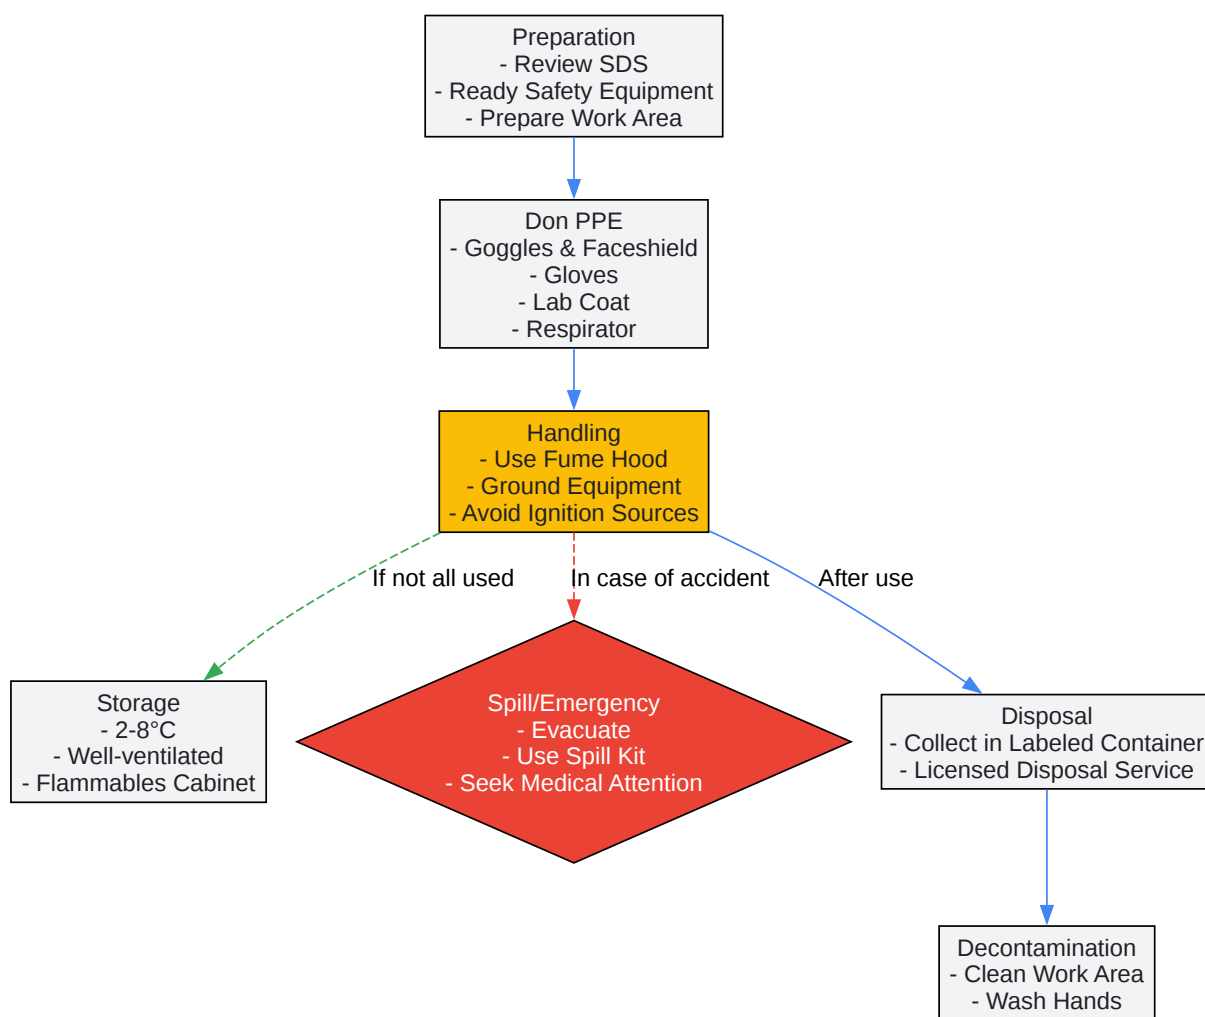 Preparation
- Review SDS
- Ready Safety Equipment
- Prepare Work Area
Don PPE
- Goggles & Faceshield
- Gloves
- Lab Coat
- Respirator
Handling
- Use Fume Hood
- Ground Equipment
- Avoid Ignition Sources
If not all used
In case of accident
After use
Storage
- 2-8°C
- Well-ventilated
- Flammables Cabinet
Spill/Emergency
- Evacuate
- Use Spill Kit
- Seek Medical Attention
Disposal
- Collect in Labeled Container
- Licensed Disposal Service
Decontamination
- Clean Work Area
- Wash Hands